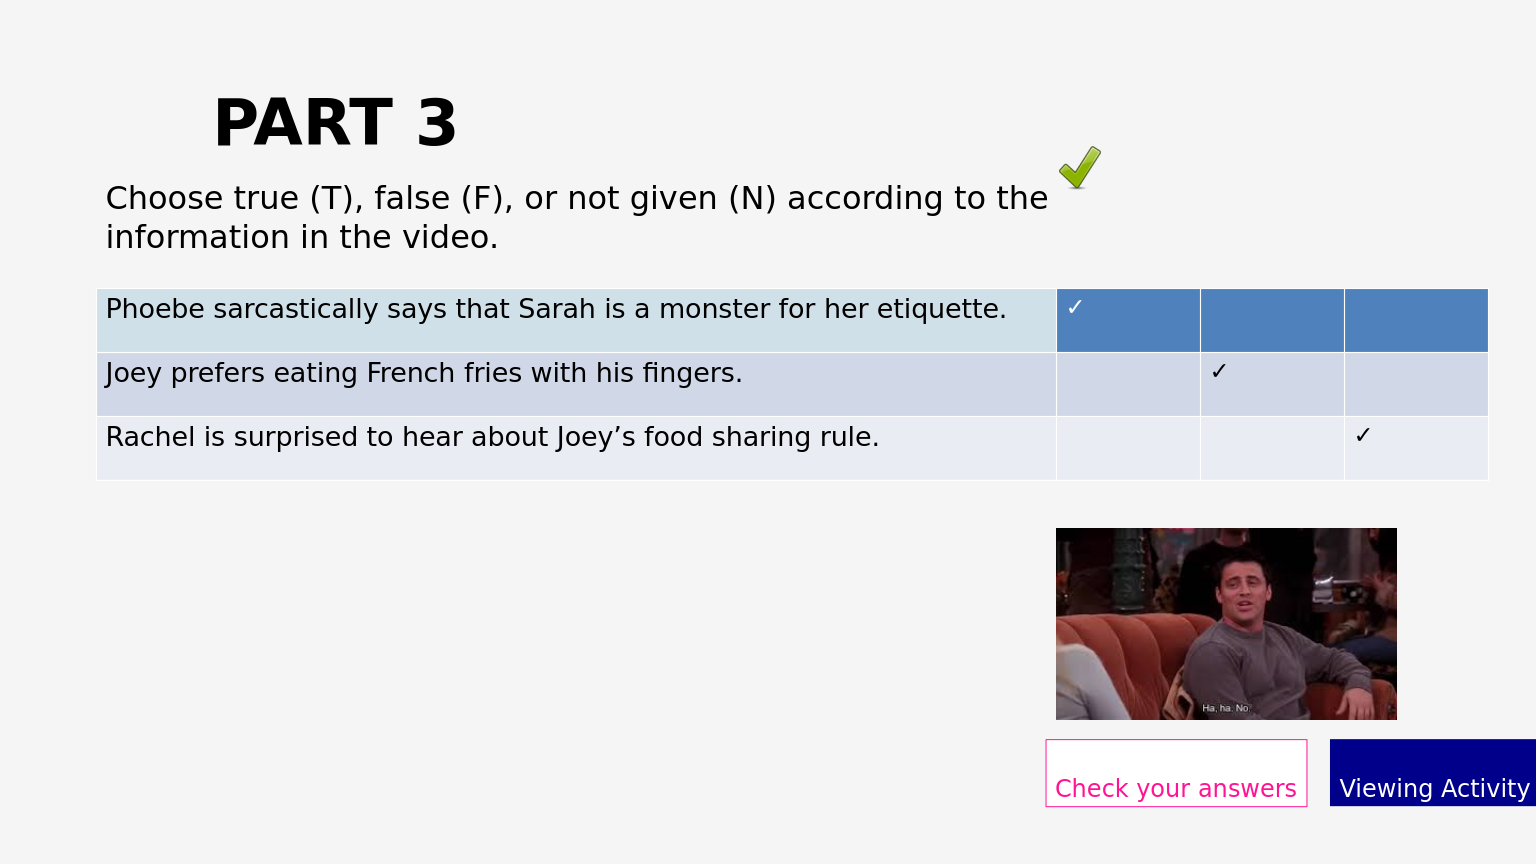 PART 3
Choose true (T), false (F), or not given (N) according to the
information in the video.
Phoebe sarcastically says that Sarah is a monster for her etiquette. ✓
Joey prefers eating French fries with his fingers. ✓
Rachel is surprised to hear about Joey’s food sharing rule. ✓
Ha, ha. No.
Check your answers
Viewing Activity